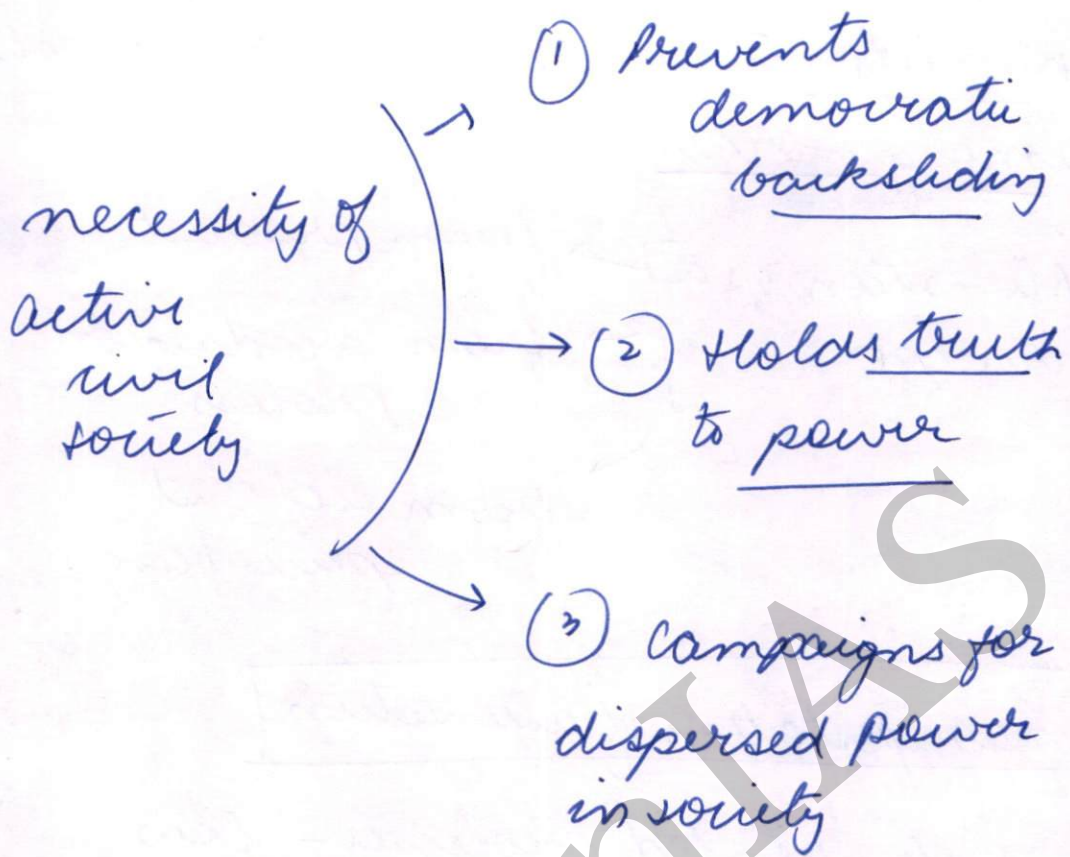 necessity of
active
civil
society
① Prevents
democratic
backsliding
② Holds truth
to power
③ Campaigns for
dispersed power
in society
nIAS